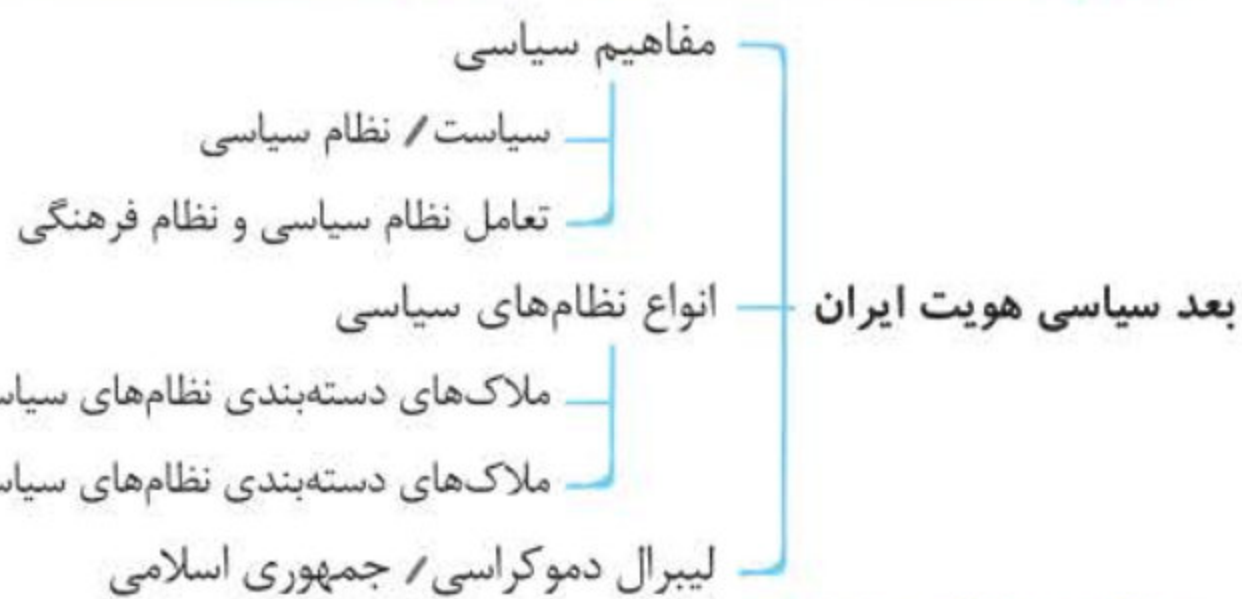 مفاهیم سیاسی
سیاست / نظام سیاسی
تعامل نظام سیاسی و نظام فرهنگی
بعد سیاسی هویت ایران
انواع نظام‌های سیاسی
ملاک‌های دسته‌بندی نظام‌های
ملاک‌های دسته‌بندی نظام‌های
لیبرال دموکراسی / جمهوری اسلامی